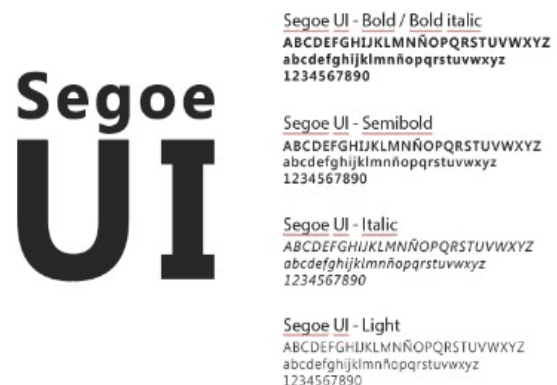 Segoe
UI
Segoe UI - Bold / Bold italic
ABCDEFGHIJKLMNÑOPQRSTUVWXYZ
abcdefghijklmnñopqrstuvwxyz
1234567890
Segoe UI - Semibold
ABCDEFGHIJKLMNÑOPQRSTUVWXYZ
abcdefghijklmnñopqrstuvwxyz
1234567890
Segoe UI - Italic
ABCDEFGHIJKLMNÑOPQRSTUVWXYZ
abcdefghijklmnñopqrstuvwxyz
1234567890
Segoe UI - Light
ABCDEFGHIJKLMNÑOPQRSTUVWXYZ
abcdefghijklmnñopqrstuvwxyz
1234567890